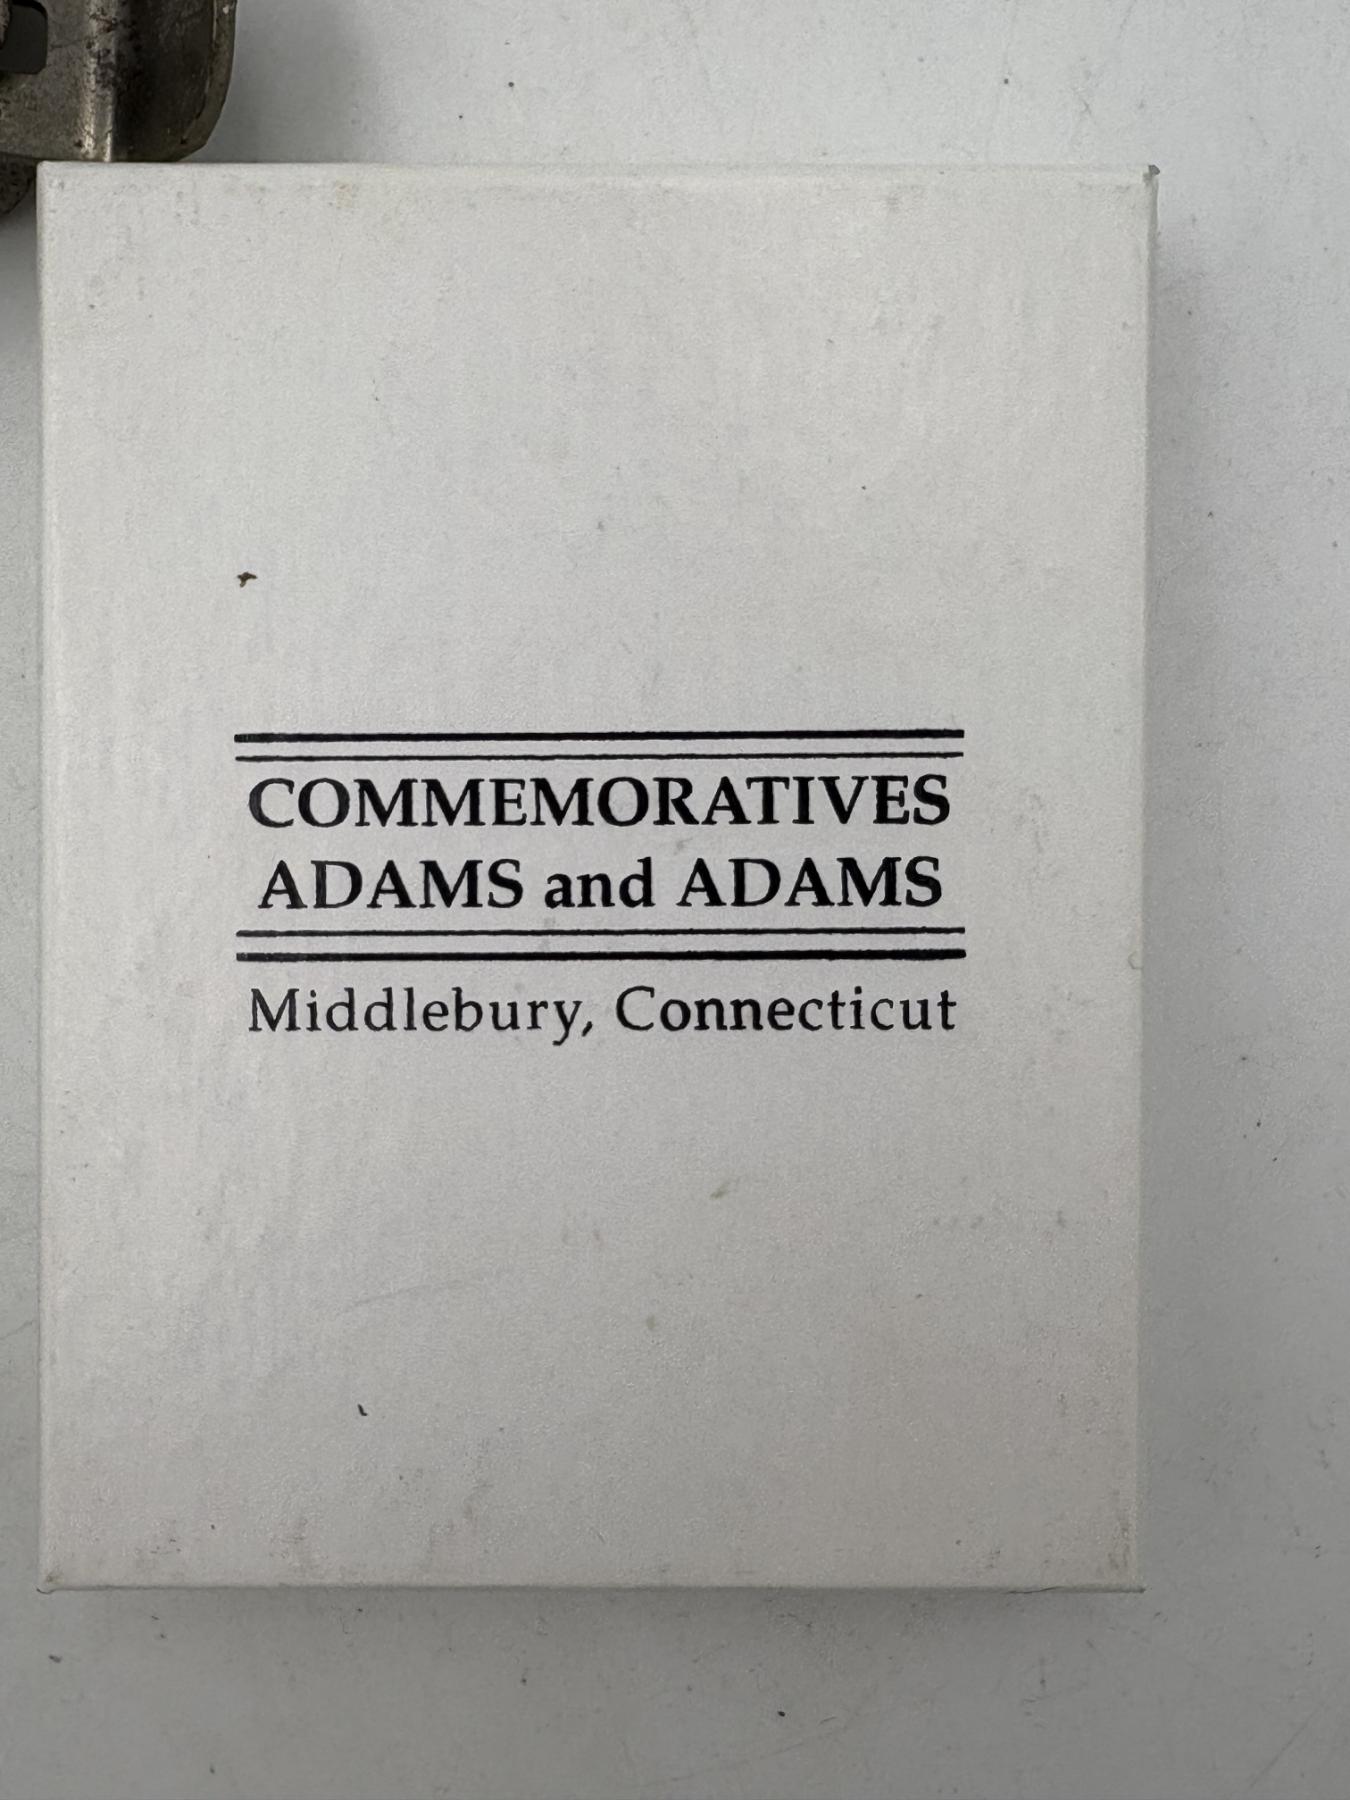 COMMEMORATIVES
ADAMS and ADAMS
Middlebury, Connecticut